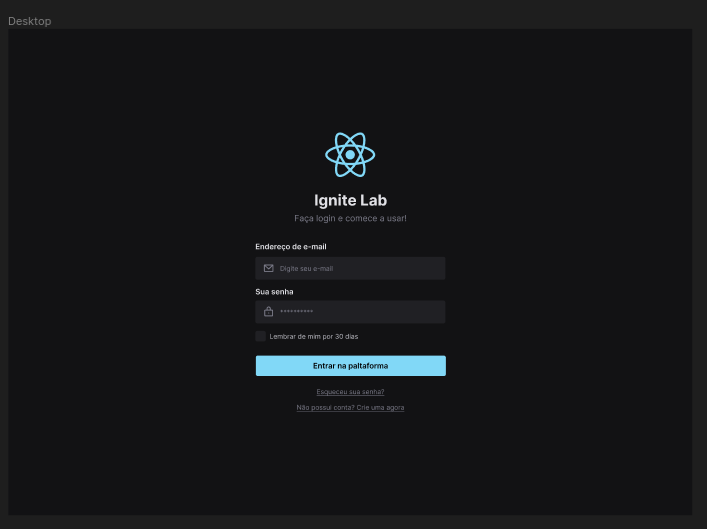 Desktop
Ignite Lab
Faça login e comece a usar!
Endereço de e-mail
Digite seu e-mail
Sua senha
**********
Lembrar de mim por 30 dias
Entrar na paltaforma
Esqueceu sua senha?
Não possui conta? Crie uma agora